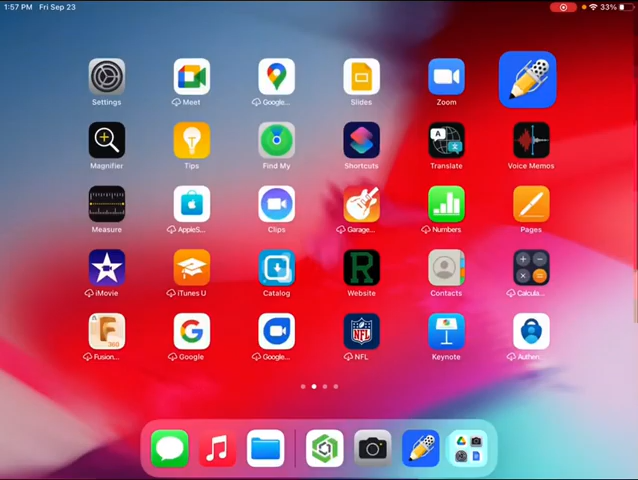 1:57 PM Fri Sep 23 33%
Settings Meet Google... Slides Zoom
Magnifier Tips Find My Shortcuts Translate Voice Memos
Measure AppleS... Clips Garage... Numbers Pages
iMovie iTunes U Catalog Website Contacts Calcula...
Fusion... Google Google... NFL Keynote Authen...